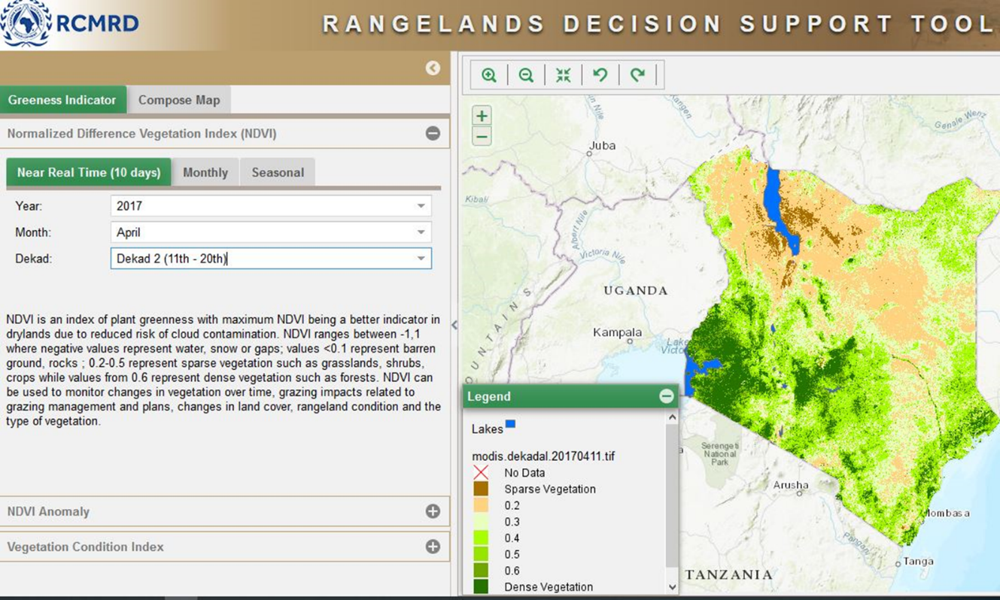 RCMRD
RANGELANDS DECISION SUPPORT TOOL
Greeness Indicator
Compose Map
Normalized Difference Vegetation Index (NDVI)
Near Real Time (10 days)
Monthly
Seasonal
Year:
2017
Month:
April
Dekad:
Dekad 2 (11th - 20th)
NDVI is an index of plant greenness with maximum NDVI being a better indicator in
drylands due to reduced risk of cloud contamination. NDVI ranges between -1,1
where negative values represent water, snow or gaps; values <0.1 represent barren
ground, rocks ; 0.2-0.5 represent sparse vegetation such as grasslands, shrubs,
crops while values from 0.6 represent dense vegetation such as forests. NDVI can
be used to monitor changes in vegetation over time, grazing impacts related to
grazing management and plans, changes in land cover, rangeland condition and the
type of vegetation.
NDVI Anomaly
Vegetation Condition Index
Juba
Genale Wenz
Kibali
Albert Nile
Victoria Nile
UGANDA
Kampala
Lake
Legend
Lakes
modis.dekadal.20170411.tif
No Data
Sparse Vegetation
0.2
0.3
0.4
0.5
0.6
Dense Vegetation
Serengeti
National
Park
Arusha
Pangani
Tanga
TANZANIA